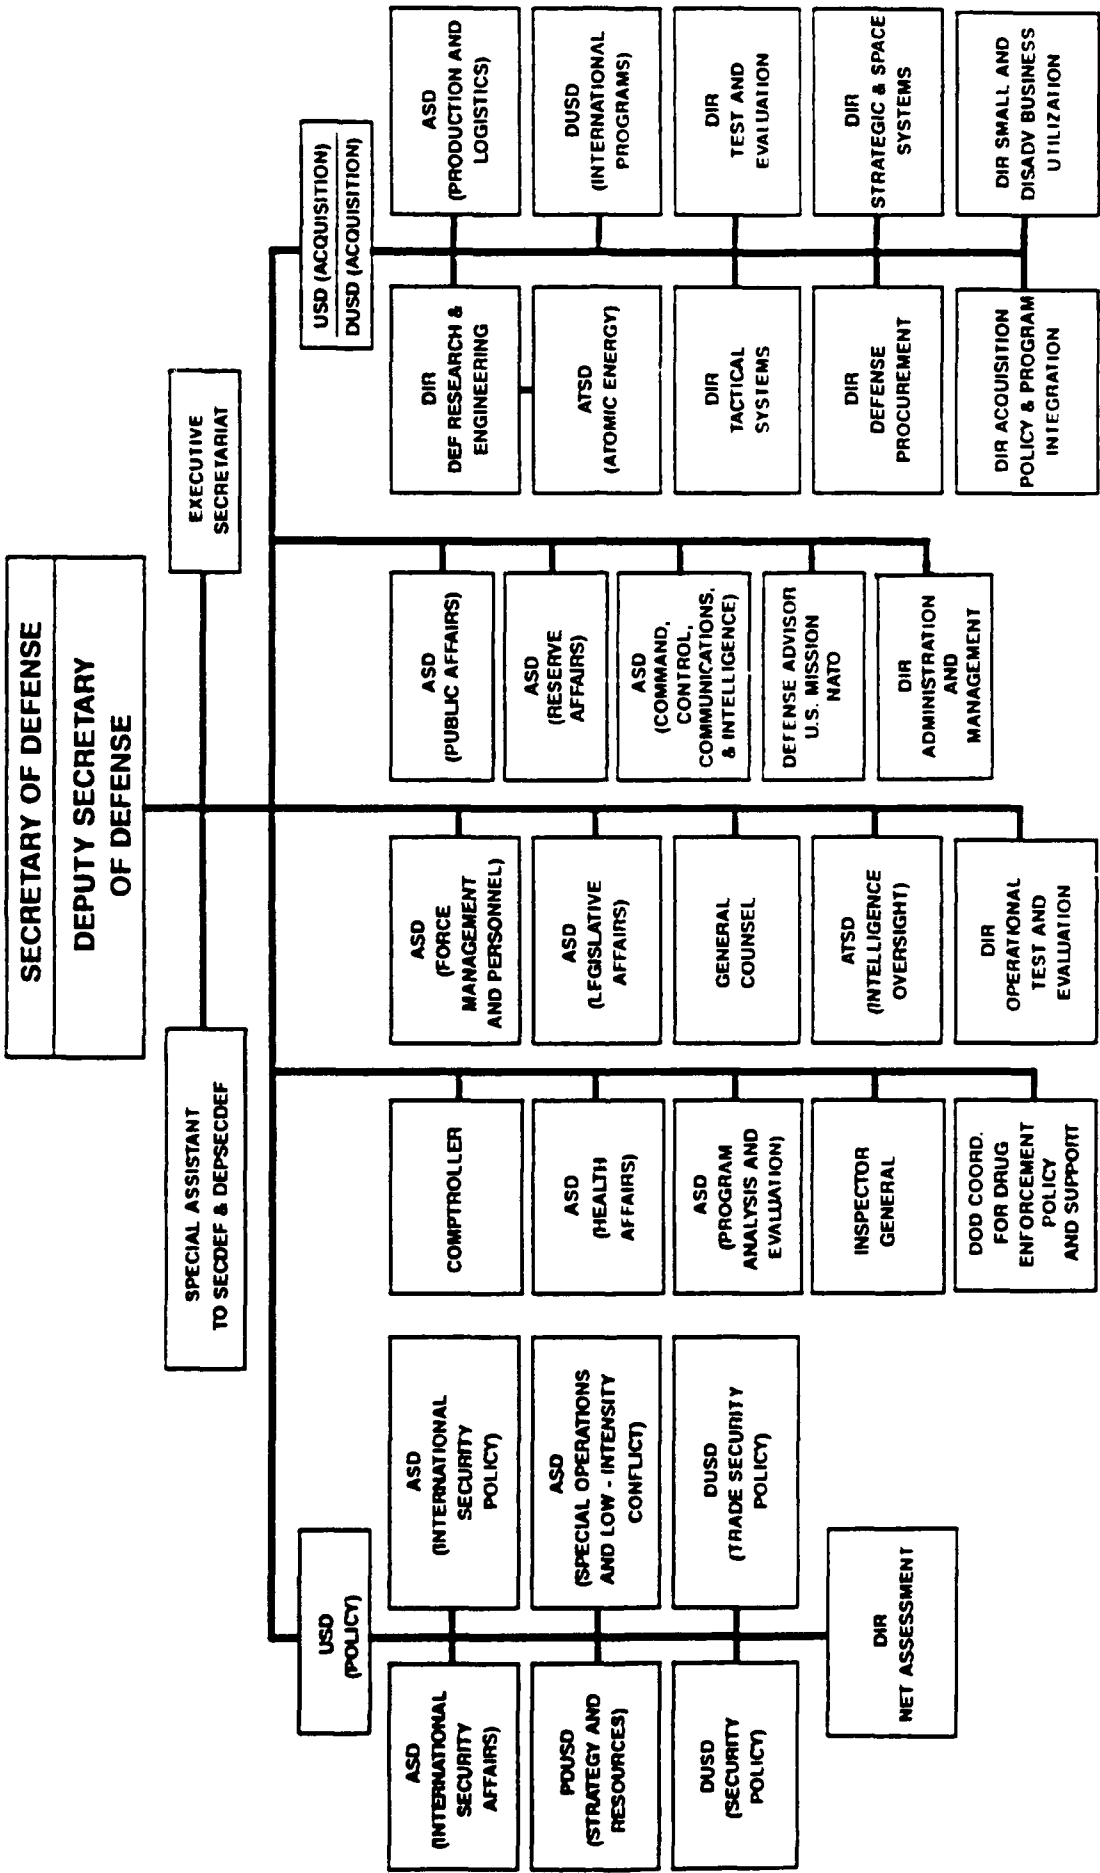 SECRETARY OF DEFENSE
DEPUTY SECRETARY
OF DEFENSE
SPECIAL ASSISTANT
TO SECDEF & DEPSECDEF
EXECUTIVE
SECRETARIAT
USD
(POLICY)
ASD
(INTERNATIONAL
SECURITY
AFFAIRS)
ASD
(INTERNATIONAL
SECURITY
POLICY)
PDUSD
(STRATEGY AND
RESOURCES)
ASD
(SPECIAL OPERATIONS
AND LOW - INTENSITY
CONFLICT)
DUSD
(SECURITY
POLICY)
DUSD
(TRADE SECURITY
POLICY)
DIR
NET ASSESSMENT
COMPTROLLER
ASD
(HEALTH
AFFAIRS)
ASD
(PROGRAM
ANALYSIS AND
EVALUATION)
INSPECTOR
GENERAL
DOD COORD.
FOR DRUG
ENFORCEMENT
POLICY
AND SUPPORT
ASD
(FORCE
MANAGEMENT
AND PERSONNEL)
ASD
(LEGISLATIVE
AFFAIRS)
GENERAL
COUNSEL
ATSD
(INTELLIGENCE
OVERSIGHT)
DIR
OPERATIONAL
TEST AND
EVALUATION
ASD
(PUBLIC AFFAIRS)
ASD
(RESERVE
AFFAIRS)
ASD
(COMMAND,
CONTROL,
COMMUNICATIONS,
& INTELLIGENCE)
DEFENSE ADVISOR
U.S. MISSION
NATO
DIR
ADMINISTRATION
AND
MANAGEMENT
USD (ACQUISITION)
DUSD (ACQUISITION)
DIR
DEF RESEARCH &
ENGINEERING
ASD
(PRODUCTION AND
LOGISTICS)
ATSD
(ATOMIC ENERGY)
DUSD
(INTERNATIONAL
PROGRAMS)
DIR
TACTICAL
SYSTEMS
DIR
TEST AND
EVALUATION
DIR
DEFENSE
PROCUREMENT
DIR
STRATEGIC & SPACE
SYSTEMS
DIR ACQUISITION
POLICY & PROGRAM
INTEGRATION
DIR SMALL AND
DISADV BUSINESS
UTILIZATION